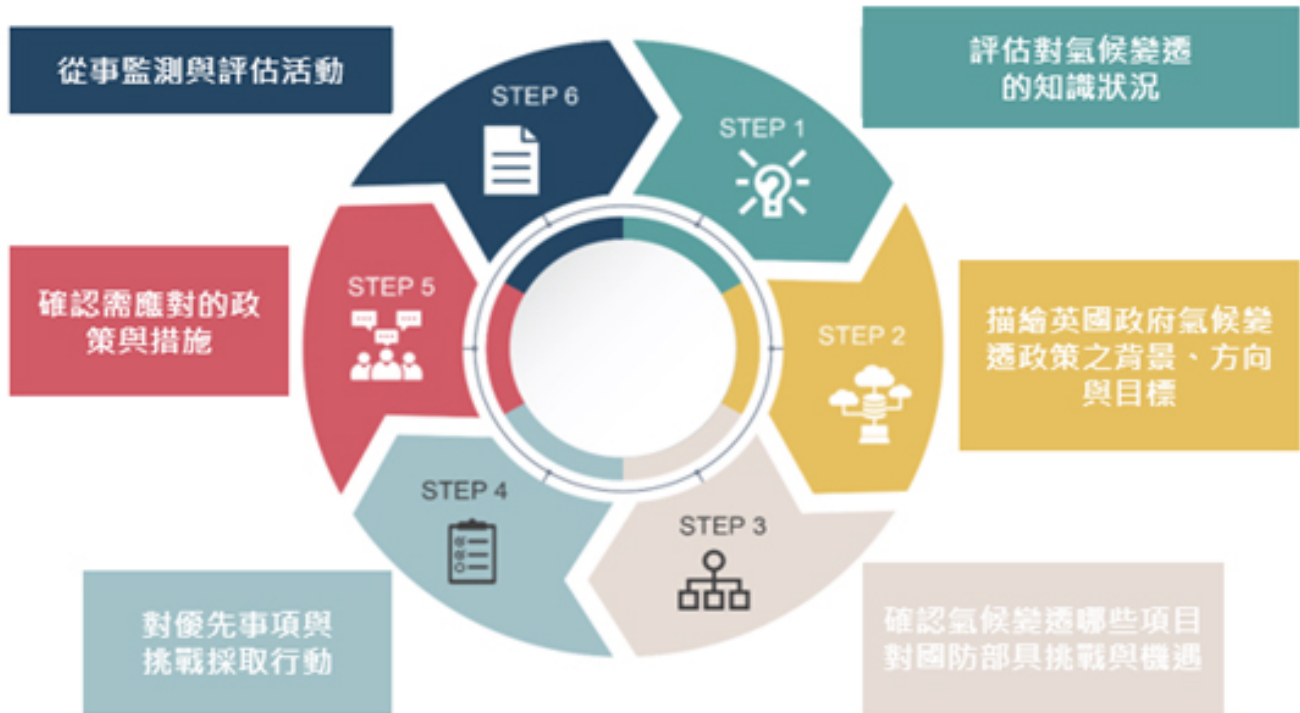 STEP 1
評估對氣候變遷
的知識狀況
STEP 2
描繪英國政府氣候變
遷政策之背景、方向
與目標
STEP 3
確認氣候變遷哪些項目
對國防部具挑戰與機遇
STEP 4
對優先事項與
挑戰採取行動
STEP 5
確認需應對的政
策與措施
STEP 6
從事監測與評估活動